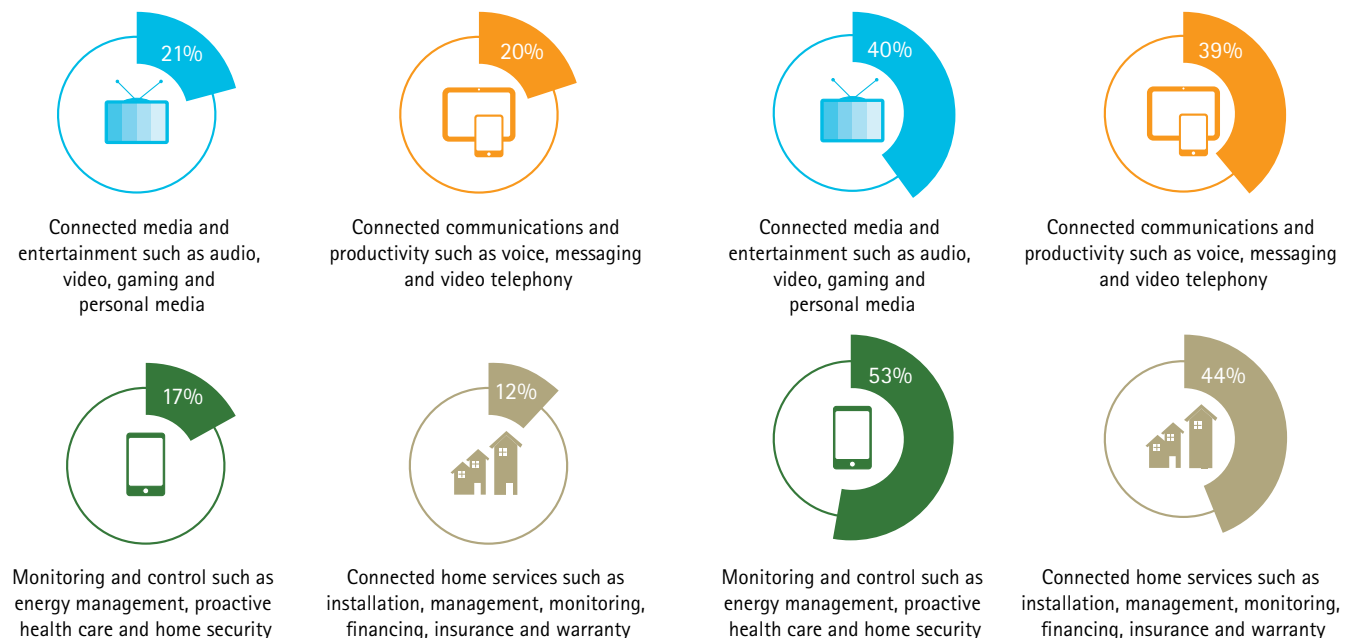 21%
20%
40%
39%
Connected media and
entertainment such as audio,
video, gaming and
personal media
Connected communications and
productivity such as voice, messaging
and video telephony
Connected media and
entertainment such as audio,
video, gaming and
personal media
Connected communications and
productivity such as voice, messaging
and video telephony
17%
12%
53%
44%
Monitoring and control such as
energy management, proactive
health care and home security
Connected home services such as
installation, management, monitoring,
financing, insurance and warranty
Monitoring and control such as
energy management, proactive
health care and home security
Connected home services such as
installation, management, monitoring,
financing, insurance and warranty